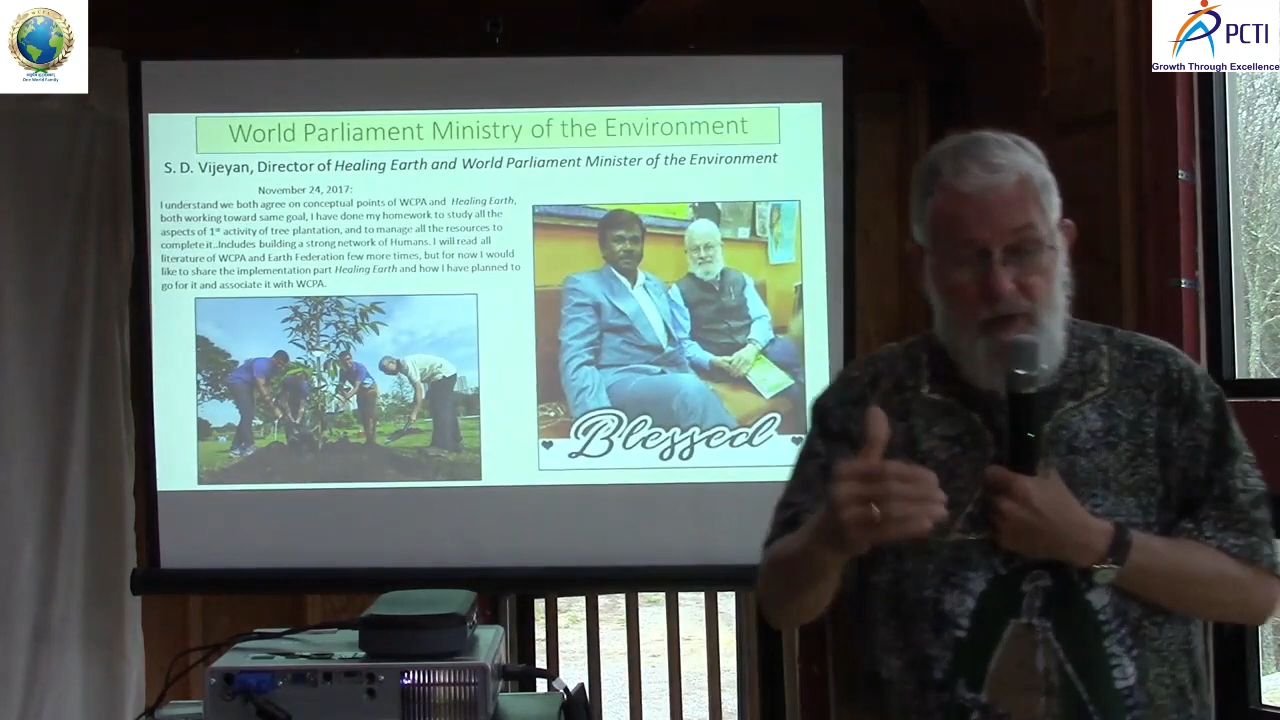 One World Family
PCTI
Growth Through Excellence
World Parliament Ministry of the Environment
S. D. Vijeyan, Director of Healing Earth and World Parliament Minister of the Environment
November 24, 2017:
I understand we both agree on conceptual points of WCPA and Healing Earth,
both working toward same goal, I have done my homework to study all the
aspects of 1st activity of tree plantation, and to manage all the resources to
complete it..Includes building a strong network of Humans. I will read all
literature of WCPA and Earth Federation few more times, but for now I would
like to share the implementation part Healing Earth and how I have planned to
go for it and associate it with WCPA.
Blessed